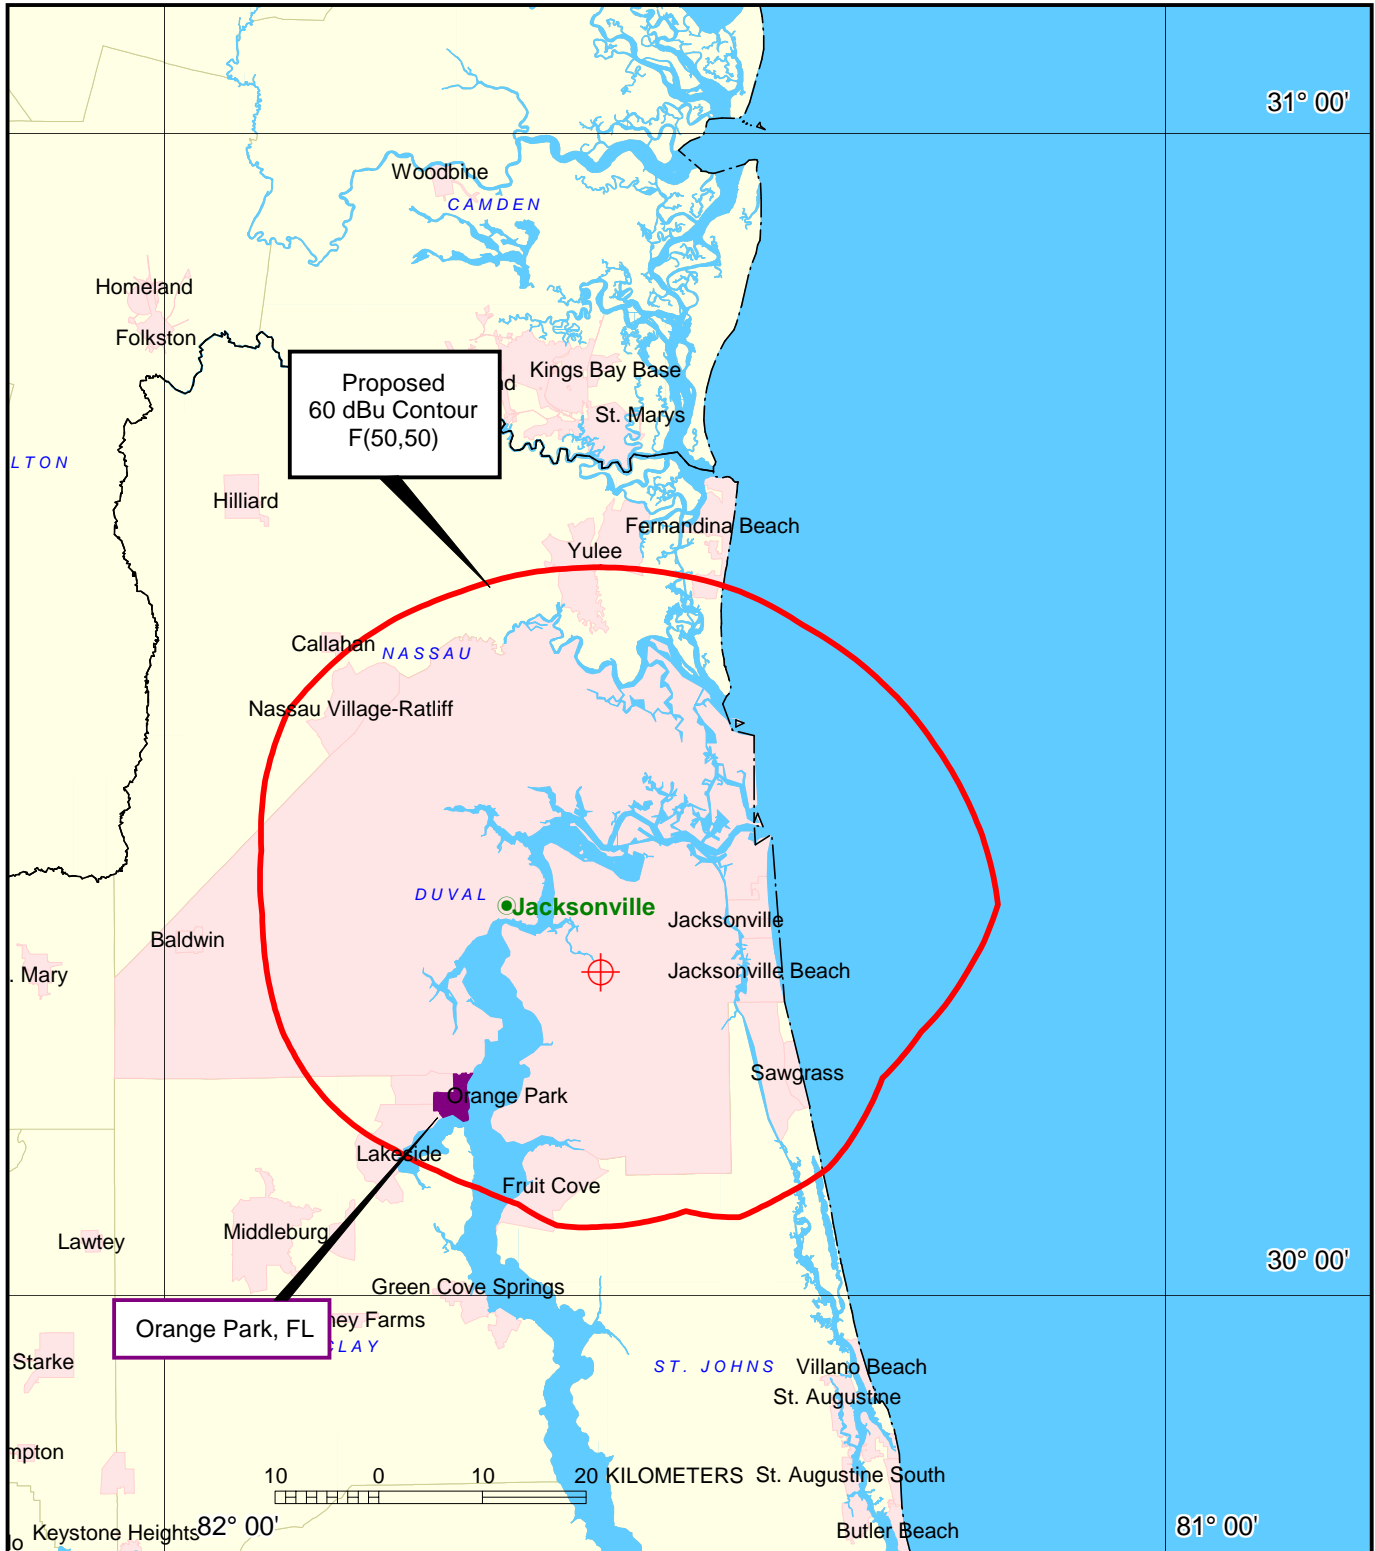 31° 00'
Woodbine
CAMDEN
Homeland
Folkston
Proposed
60 dBu Contour
F(50,50)
nd
Kings Bay Base
St. Marys
LTON
Hilliard
Fernandina Beach
Yulee
Callahan
NASSAU
Nassau Village-Ratliff
DUVAL
Jacksonville
Jacksonville
Baldwin
. Mary
Jacksonville Beach
Sawgrass
Orange Park
Lakeside
Fruit Cove
Middleburg
Lawtey
30° 00'
Green Cove Springs
Orange Park, FL
ney Farms
CLAY
Starke
ST. JOHNS
Villano Beach
St. Augustine
mpton
10 0 10 20 KILOMETERS
St. Augustine South
Keystone Heights
82° 00'
81° 00'
Butler Beach
lo